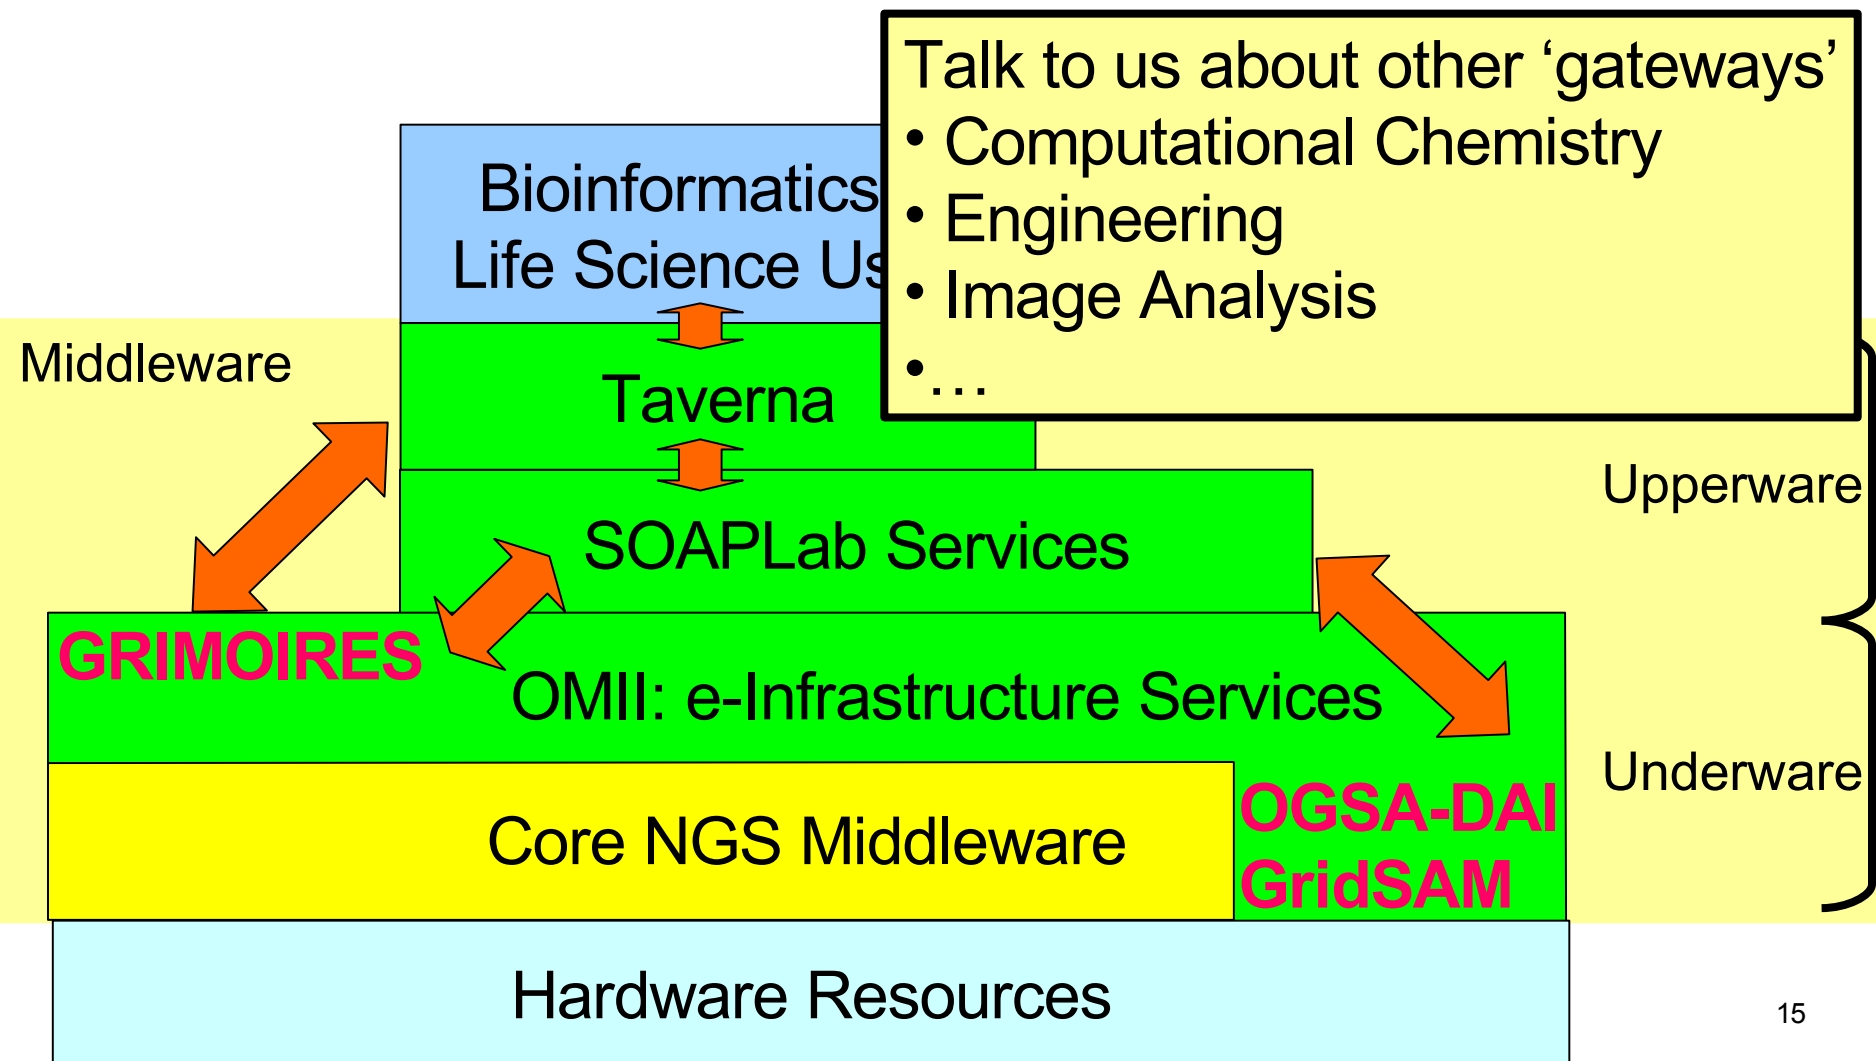 Talk to us about other ‘gateways’
• Computational Chemistry
• Engineering
• Image Analysis
•…
Bioinformatics
Life Science Us
Middleware
Taverna
Upperware
SOAPLab Services
GRIMOIRES
OMII: e-Infrastructure Services
Underware
OGSA-DAI
GridSAM
Core NGS Middleware
Hardware Resources
15